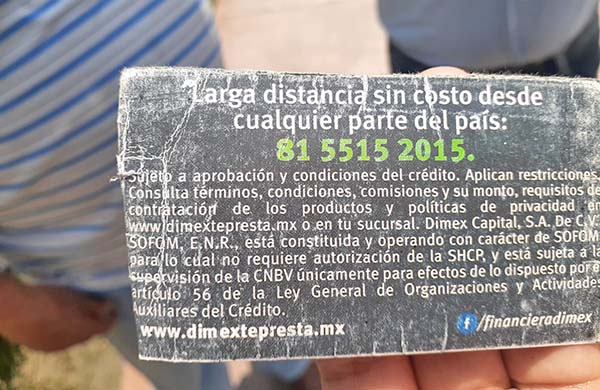 Larga distancia sin costo desde
cualquier parte del país:
81 5515 2015.
Sujeto a aprobación y condiciones del crédito. Aplican restricciones.
Consulta términos, condiciones, comisiones y su monto, requisitos de
contratación de los productos y políticas de privacidad en
www.dimextepresta.mx o en tu sucursal. Dimex Capital, S.A. De C.V.
SOFOM, E.N.R., está constituida y operando con carácter de SOFOM
para lo cual no requiere autorización de la SHCP, y está sujeta a la
supervisión de la CNBV únicamente para efectos de lo dispuesto por el
artículo 56 de la Ley General de Organizaciones y Actividades
Auxiliares del Crédito.
www.dimextepresta.mx
f /financieradimex